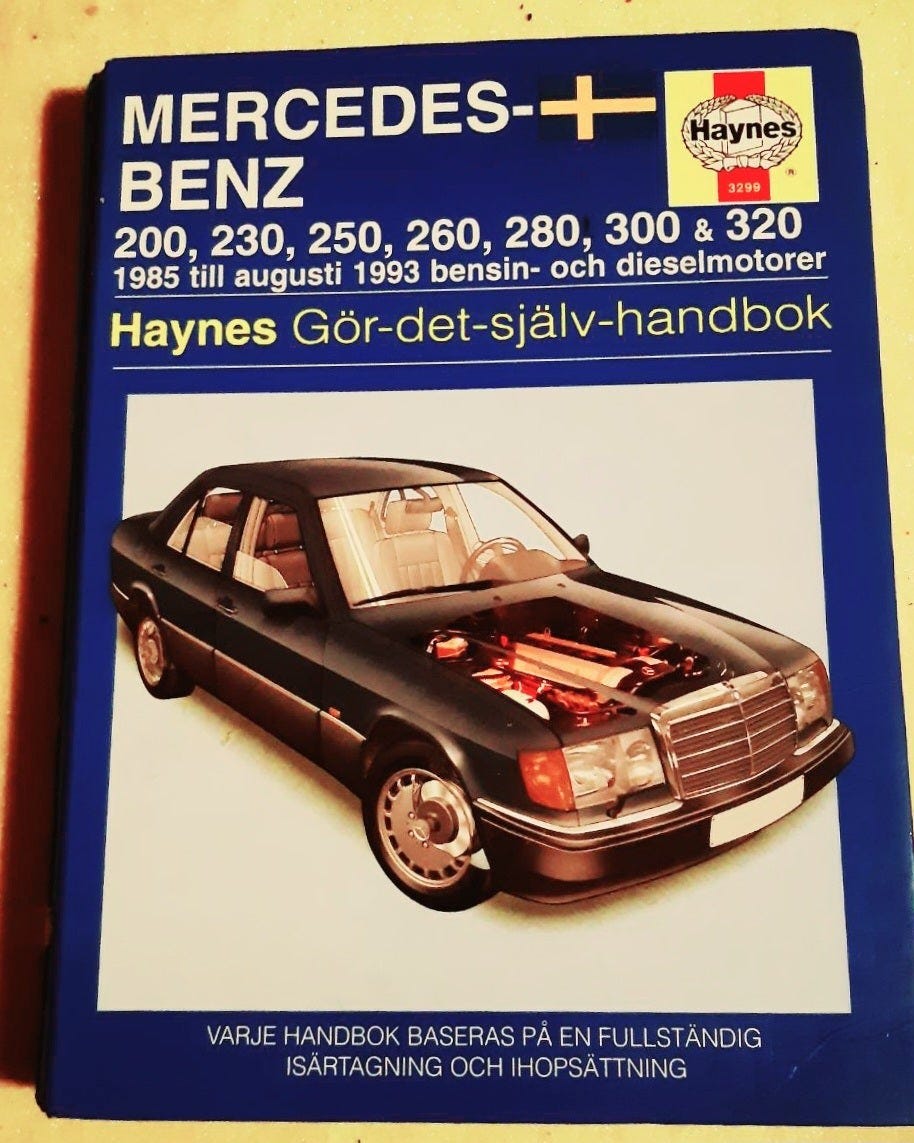 MERCEDES-
BENZ
Haynes
3299
®
200, 230, 250, 260, 280, 300 & 320
1985 till augusti 1993 bensin- och dieselmotorer
Haynes Gör-det-själv-handbok
VARJE HANDBOK BASERAS PÅ EN FULLSTÄNDIG
ISÄRTAGNING OCH IHOPSÄTTNING